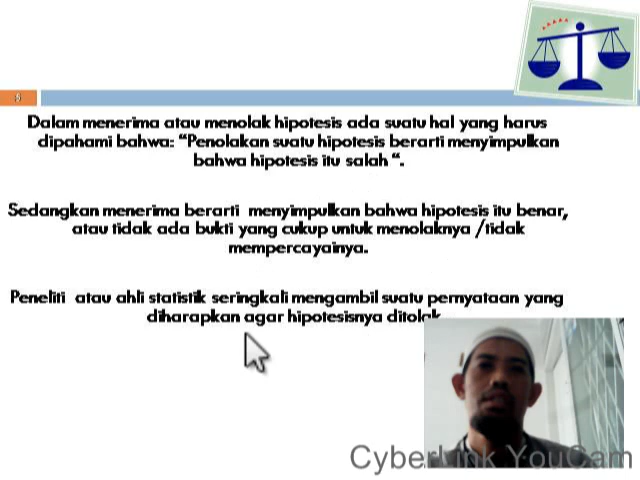 Dalam menerima atau menolak hipotesis ada suatu hal yang harus
dipahami bahwa: “Penolakan suatu hipotesis berarti menyimpulkan
bahwa hipotesis itu salah “.
Sedangkan menerima berarti menyimpulkan bahwa hipotesis itu benar,
atau tidak ada bukti yang cukup untuk menolaknya /tidak
mempercayainya.
Peneliti atau ahli statistik seringkali mengambil suatu pernyataan yang
diharapkan agar hipotesisnya ditolak
CyberLink YouCam